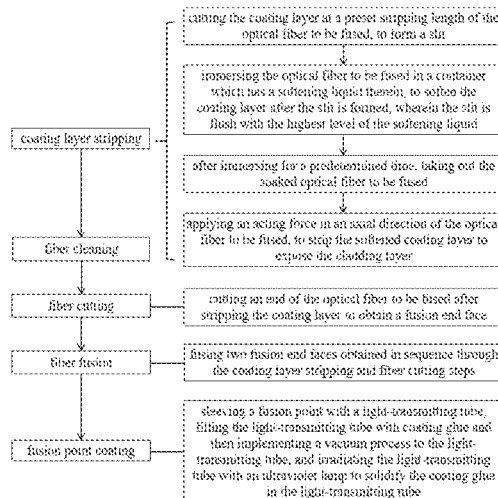 cutting the coating layer at a preset stripping length of the
optical fiber to be fused, to form a slit
immersing the optical fiber to be fused in a container
which has a softening liquid therein, to soften the
coating layer after the slit is formed, wherein the slit is
flush with the highest level of the softening liquid
coating layer stripping
after immersing for a predetermined time, taking out the
soaked optical fiber to be fused
applying an acting force in an axial direction of the optical
fiber to be fused, to strip the softened coating layer to
expose the cladding layer
fiber cleaning
fiber cutting
cutting an end of the optical fiber to be fused after
stripping the coating layer to obtain a fusion end face
fiber fusion
fusing two fusion end faces obtained in sequence through
the coating layer stripping and fiber cutting steps
fusion point coating
sleeving a fusion point with a light-transmitting tube,
filling the light-transmitting tube with coating glue and
then implementing a vacuum process to the light-
transmitting tube, and irradiating the light-transmitting
tube with an ultraviolet lamp to solidify the coating glue
in the light-transmitting tube